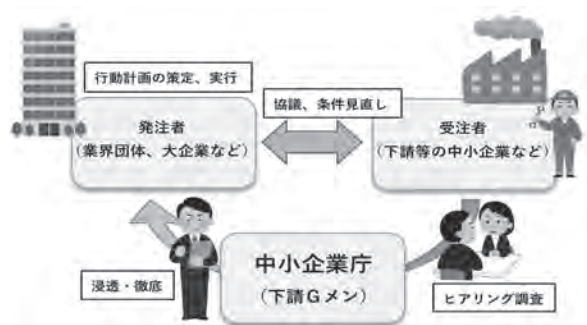 行動計画の策定、実行
発注者
(業界団体、大企業など)
協議、条件見直し
受注者
(下請等の中小企業など)
中小企業庁
(下請Gメン)
浸透・徹底
ヒアリング調査